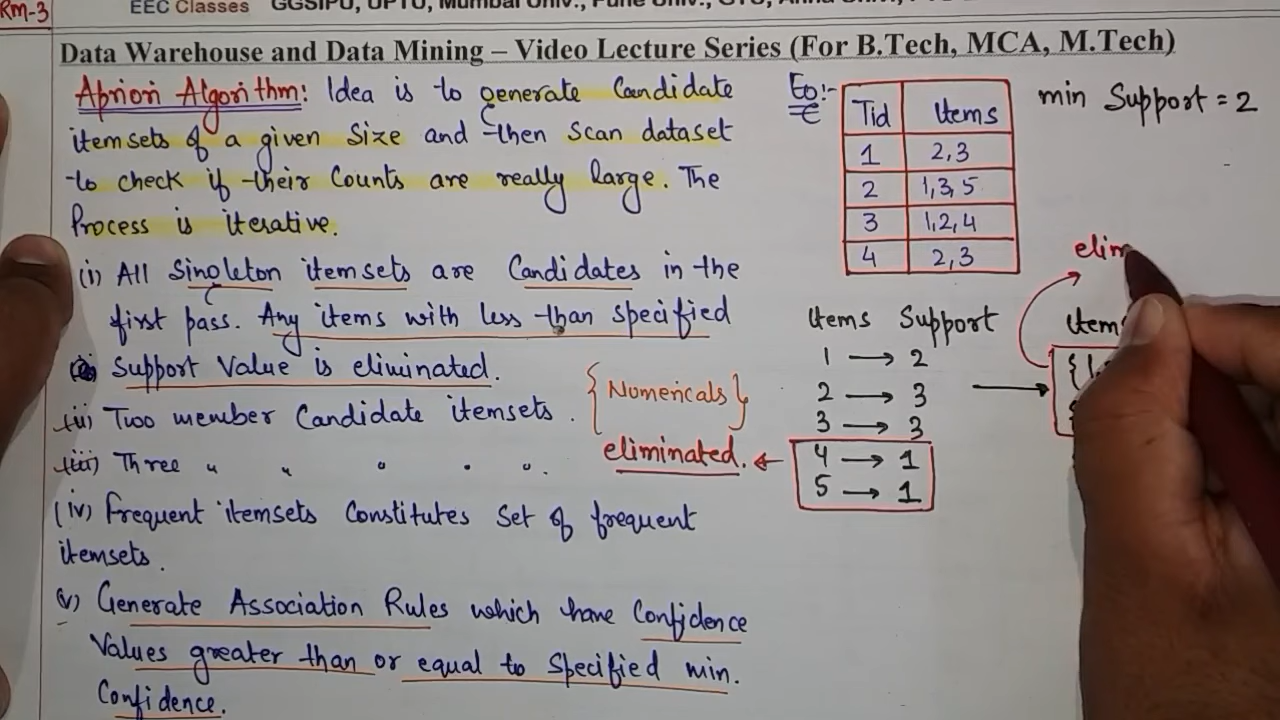 Rm-3
EEC Classes GGSIPU, UPTU, Mumbai Univ., Pune Univ., GTU, Anna Univ.,
Data Warehouse and Data Mining – Video Lecture Series (For B.Tech, MCA, M.Tech)
Apriori Algorithm: Idea is to generate Candidate
itemsets of a given Size and then Scan dataset
to check if their Counts are really large. The
Process is iterative.
(i) All Singleton itemsets are Candidates in the
first pass. Any items with less than specified
Support Value is eliminated.
(ii) Two member Candidate itemsets.
(iii) Three " " " " ".
(iv) Frequent itemsets Constitutes Set of frequent
itemsets.
(v) Generate Association Rules which have Confidence
Values greater than or equal to Specified min.
Confidence.
{Numericals}
eliminated. ←
Eg:-
Tid Items
1 2,3
2 1,3,5
3 1,2,4
4 2,3
min Support = 2
Items Support
1 → 2
2 → 3
3 → 3
4 → 1
5 → 1
elim